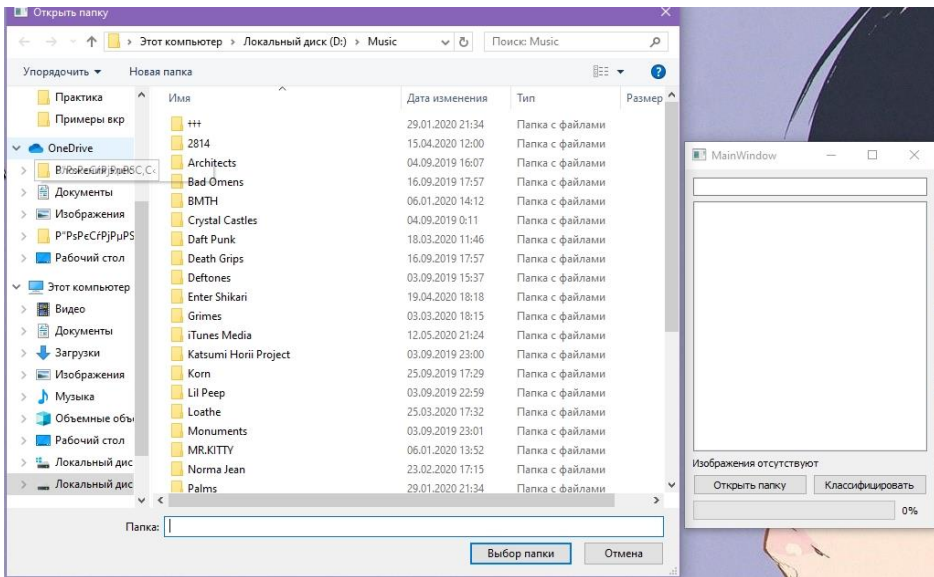 Открыть папку
Этот компьютер > Локальный диск (D:) > Music
Поиск: Music
Упорядочить
Новая папка
Практика
Примеры вкр
OneDrive
Документы
Изображения
Р"РѕРєСѓРјРµРЅ
Рабочий стол
Этот компьютер
Видео
Документы
Загрузки
Изображения
Музыка
Объемные объ
Рабочий стол
Локальный дис
Локальный дис
Имя Дата изменения Тип Размер
+++ 29.01.2020 21:34 Папка с файлами
2814 15.04.2020 12:00 Папка с файлами
Architects 04.09.2019 16:07 Папка с файлами
Bad Omens 16.09.2019 17:57 Папка с файлами
BMTH 06.01.2020 14:12 Папка с файлами
Crystal Castles 04.09.2019 0:11 Папка с файлами
Daft Punk 18.03.2020 11:46 Папка с файлами
Death Grips 16.09.2019 17:57 Папка с файлами
Deftones 03.09.2019 15:37 Папка с файлами
Enter Shikari 19.04.2020 18:18 Папка с файлами
Grimes 03.03.2020 18:15 Папка с файлами
iTunes Media 12.05.2020 21:24 Папка с файлами
Katsumi Horii Project 03.09.2019 23:00 Папка с файлами
Korn 25.09.2019 17:29 Папка с файлами
Lil Peep 03.09.2019 22:59 Папка с файлами
Loathe 25.03.2020 17:32 Папка с файлами
Monuments 03.09.2019 23:01 Папка с файлами
MR.KITTY 06.01.2020 13:52 Папка с файлами
Norma Jean 23.02.2020 17:15 Папка с файлами
Palms 29.01.2020 21:34 Папка с файлами
Папка:
Выбор папки
Отмена
MainWindow
Изображения отсутствуют
Открыть папку
Классифицировать
0%